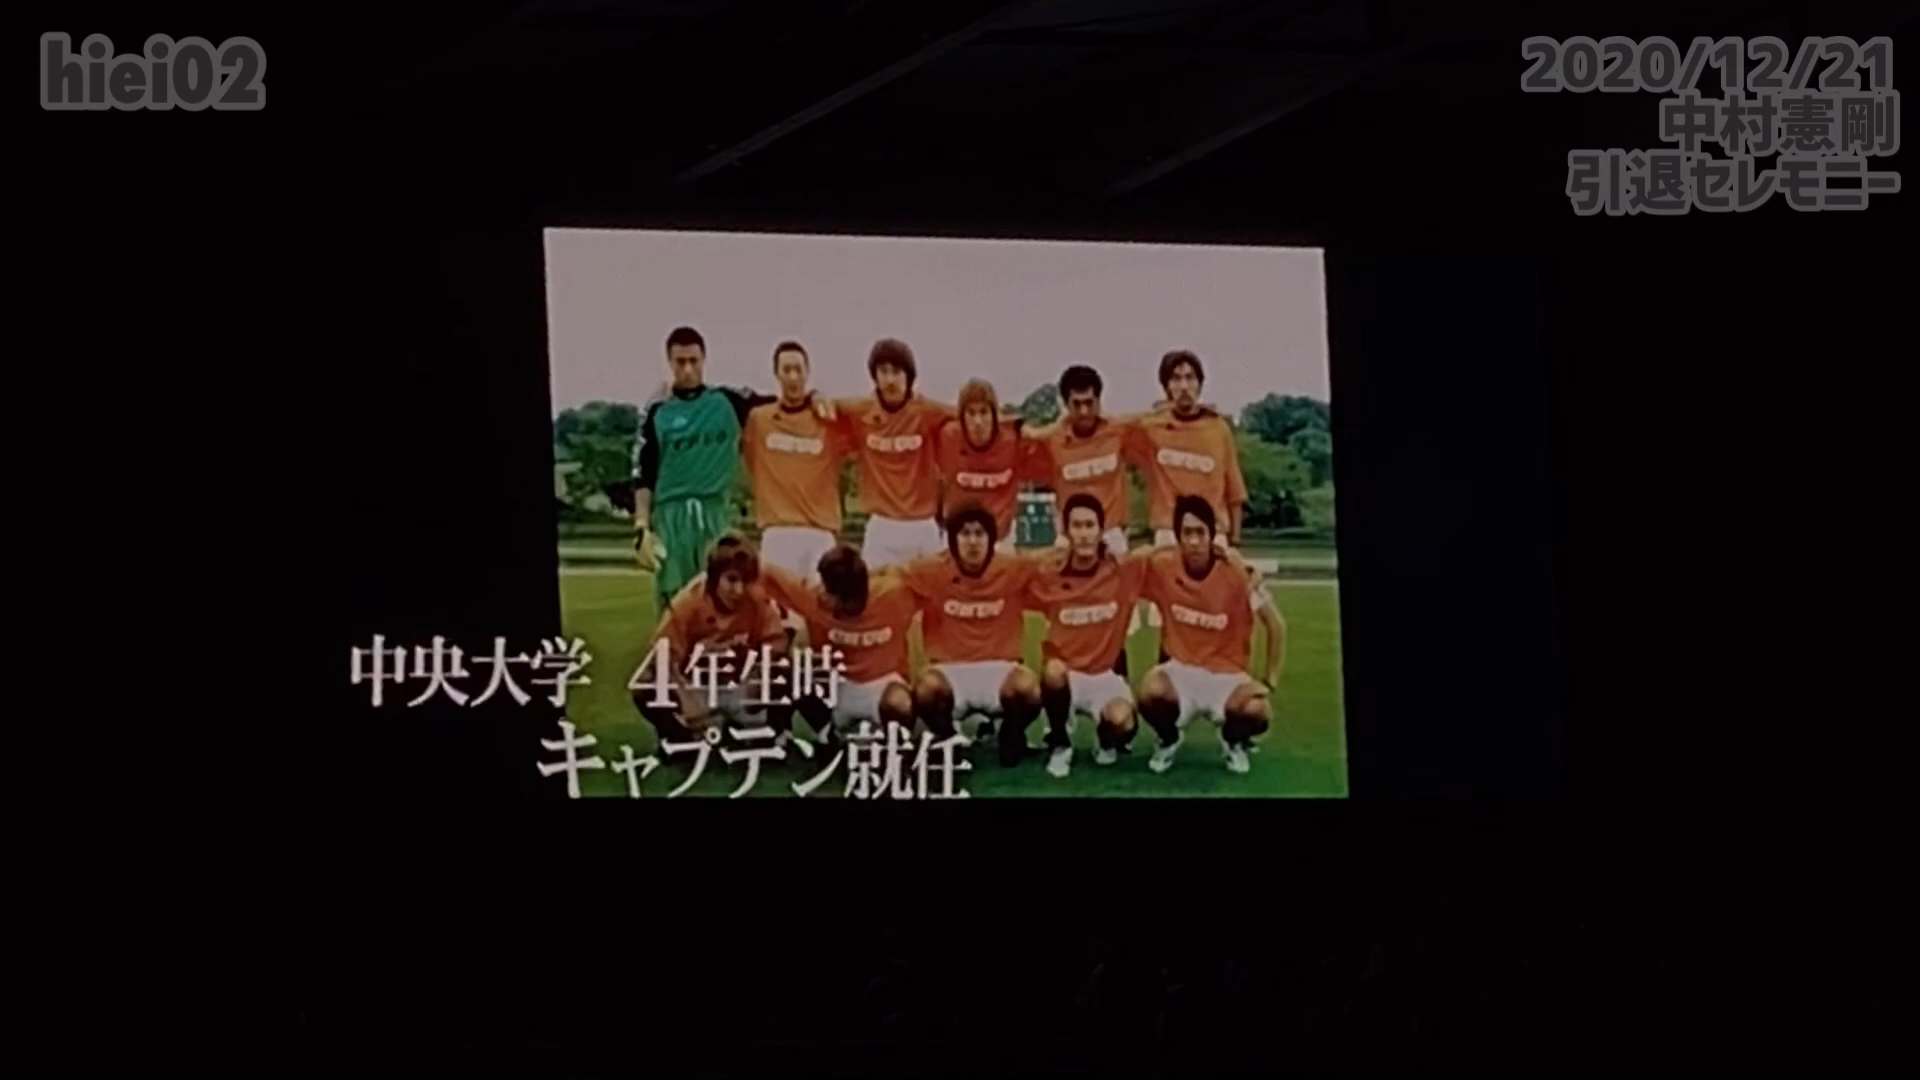 hiei02
2020/12/21
中村憲剛
引退セレモニー
中央大学 4年生時
キャプテン就任